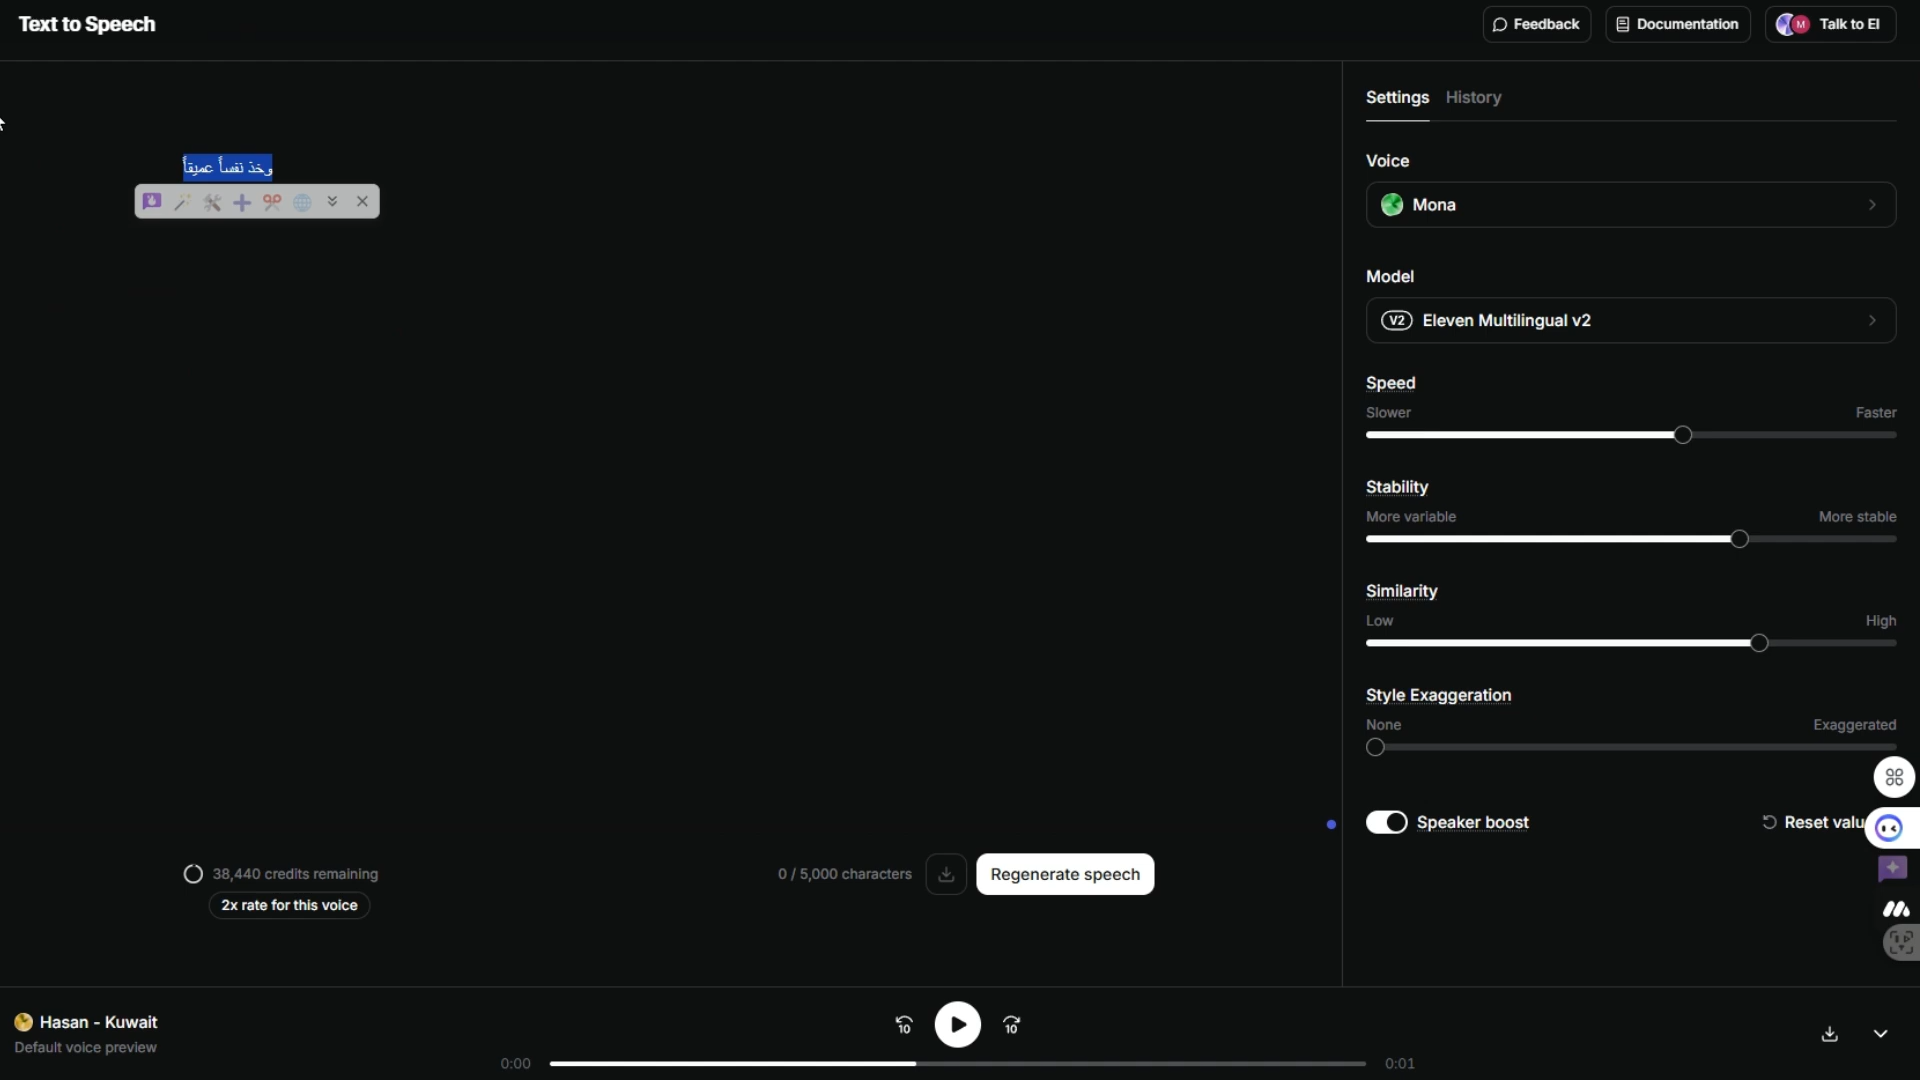 Text to Speech
Feedback
Documentation
Talk to El
Settings
History
وخذ نفساً عميقاً
Voice
Mona
Model
V2 Eleven Multilingual v2
Speed
Slower
Faster
Stability
More variable
More stable
Similarity
Low
High
Style Exaggeration
None
Exaggerated
Speaker boost
Reset valu
38,440 credits remaining
0 / 5,000 characters
Regenerate speech
2x rate for this voice
Hasan - Kuwait
Default voice preview
10
10
0:00
0:01